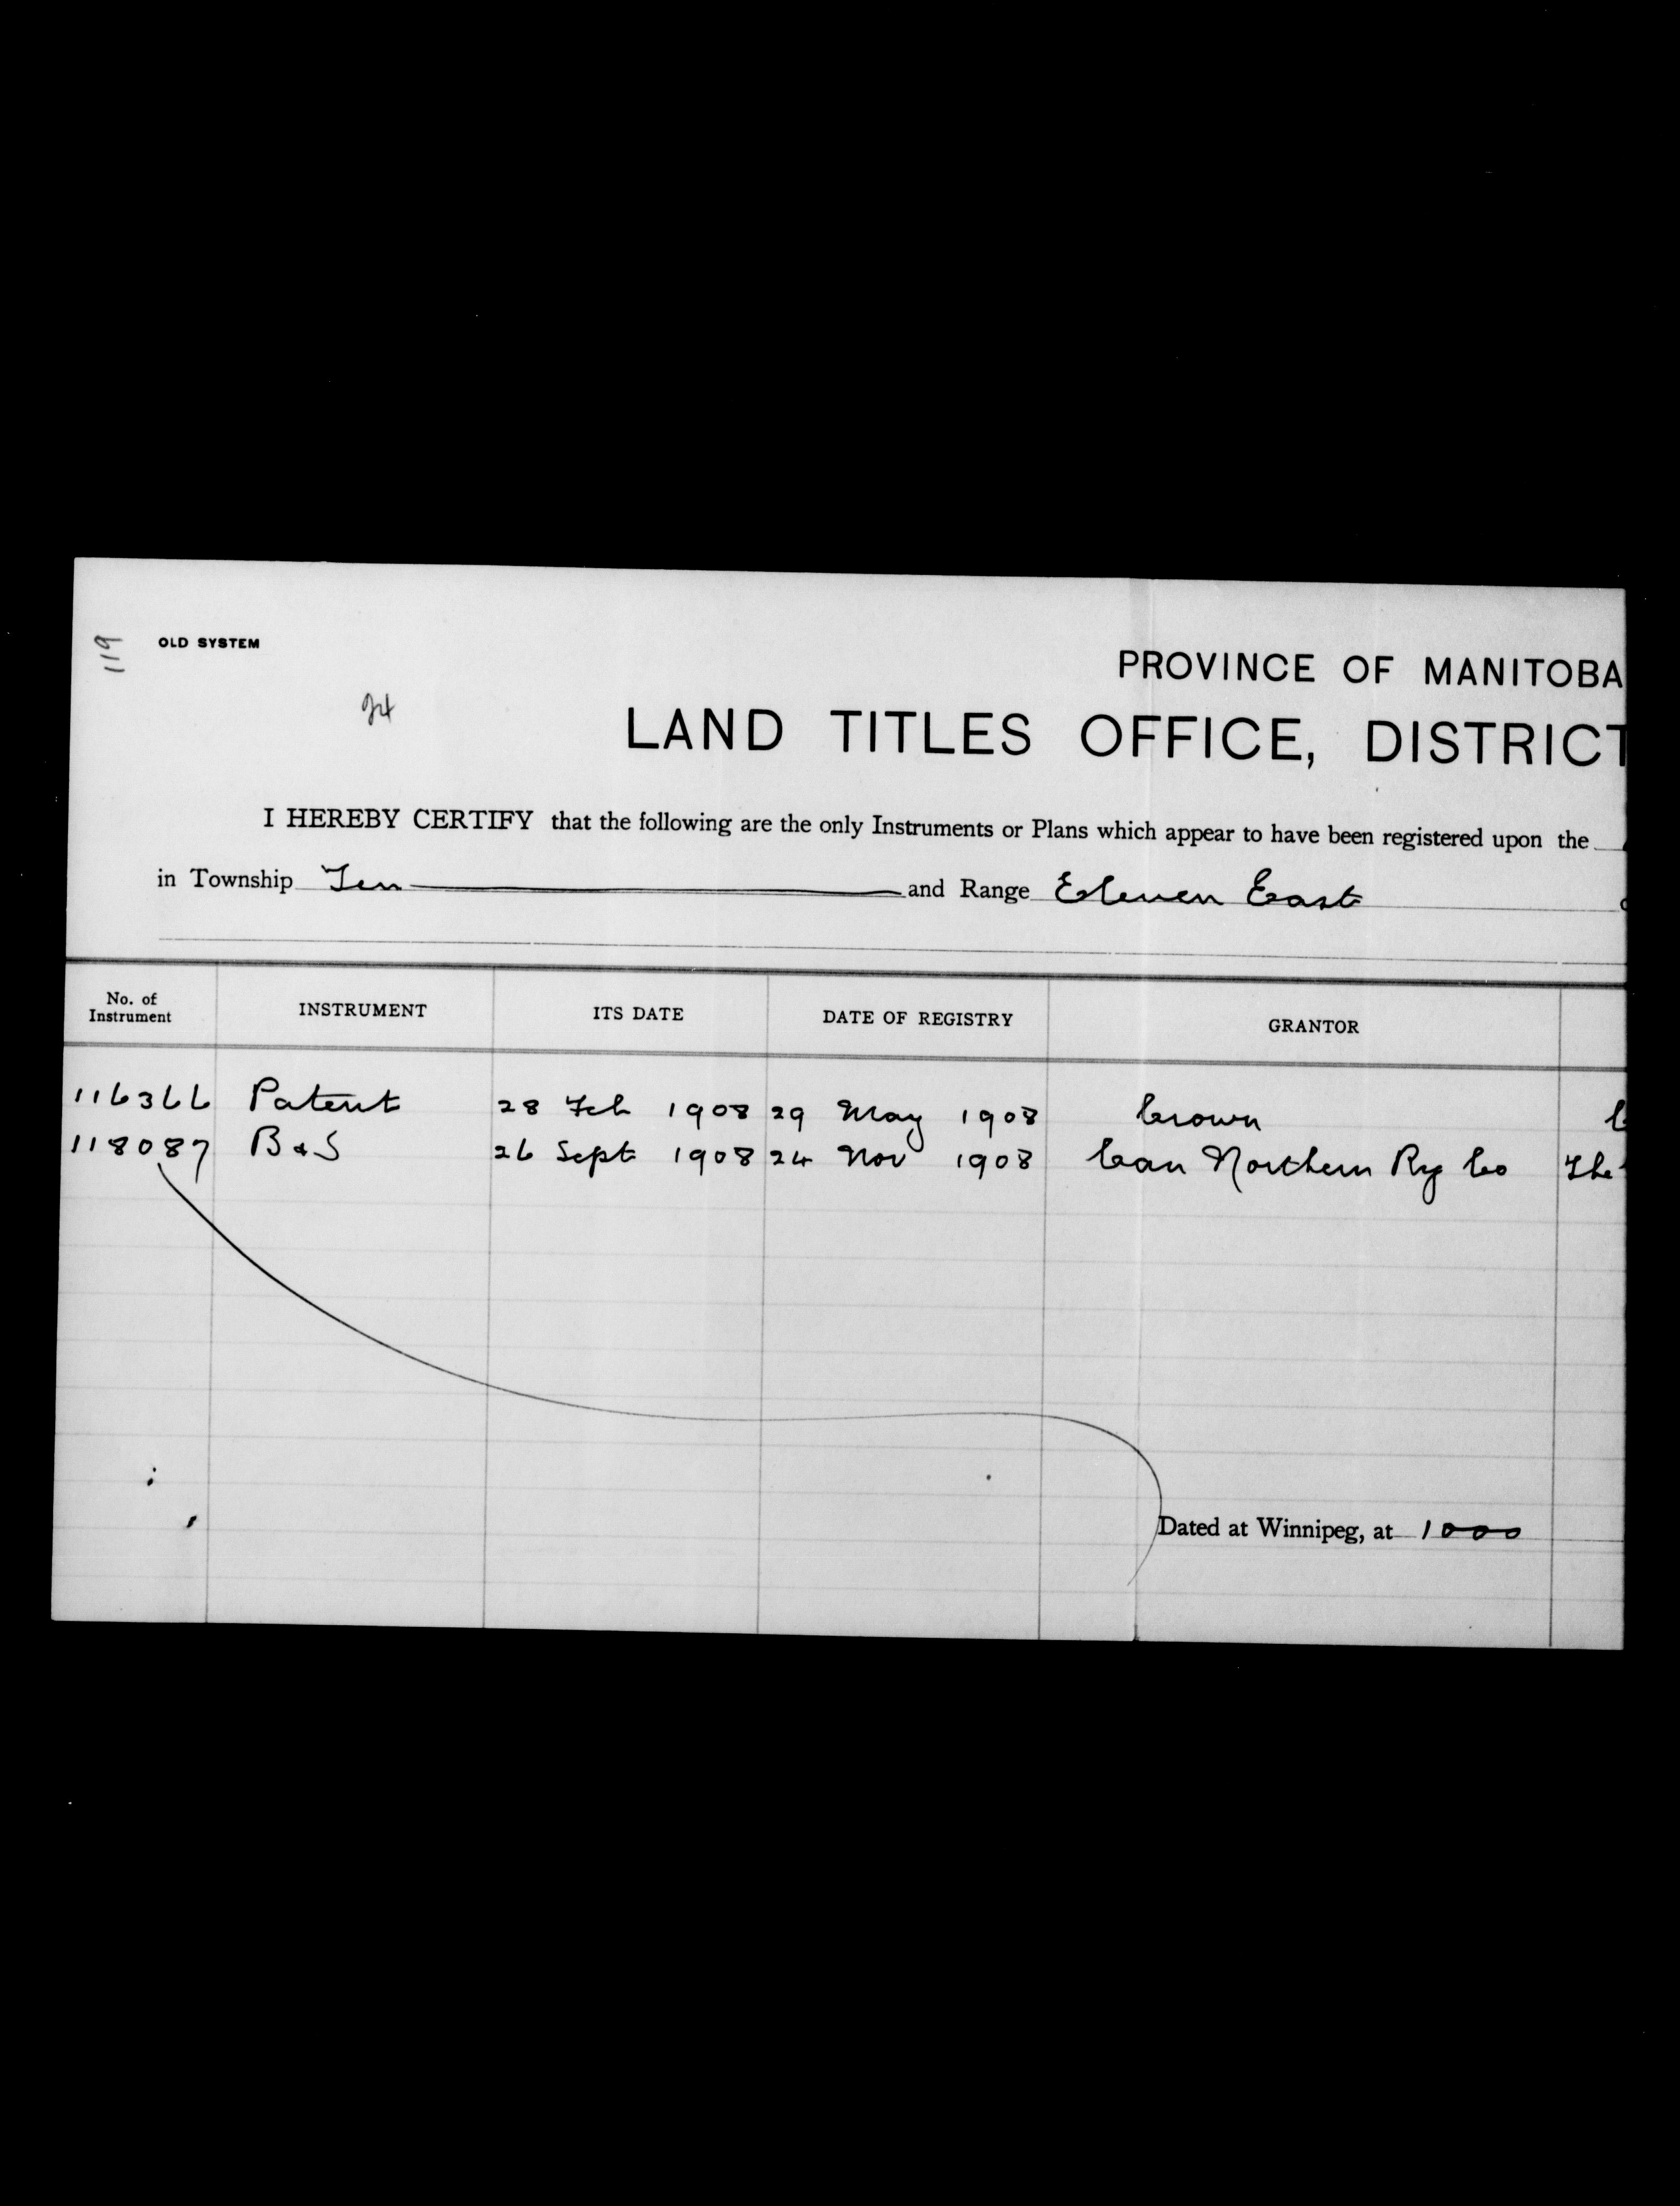 119
OLD SYSTEM
PROVINCE OF MANITOBA
24
LAND TITLES OFFICE, DISTRICT
I HEREBY CERTIFY that the following are the only Instruments or Plans which appear to have been registered upon the
in Township Ten and Range Eleven East
No. of Instrument INSTRUMENT ITS DATE DATE OF REGISTRY GRANTOR
116366 Patent 28 Feb 1908 29 May 1908 Crown
118087 B & S 26 Sept 1908 24 Nov 1908 Can Northern Ry Co The
Dated at Winnipeg, at 1000